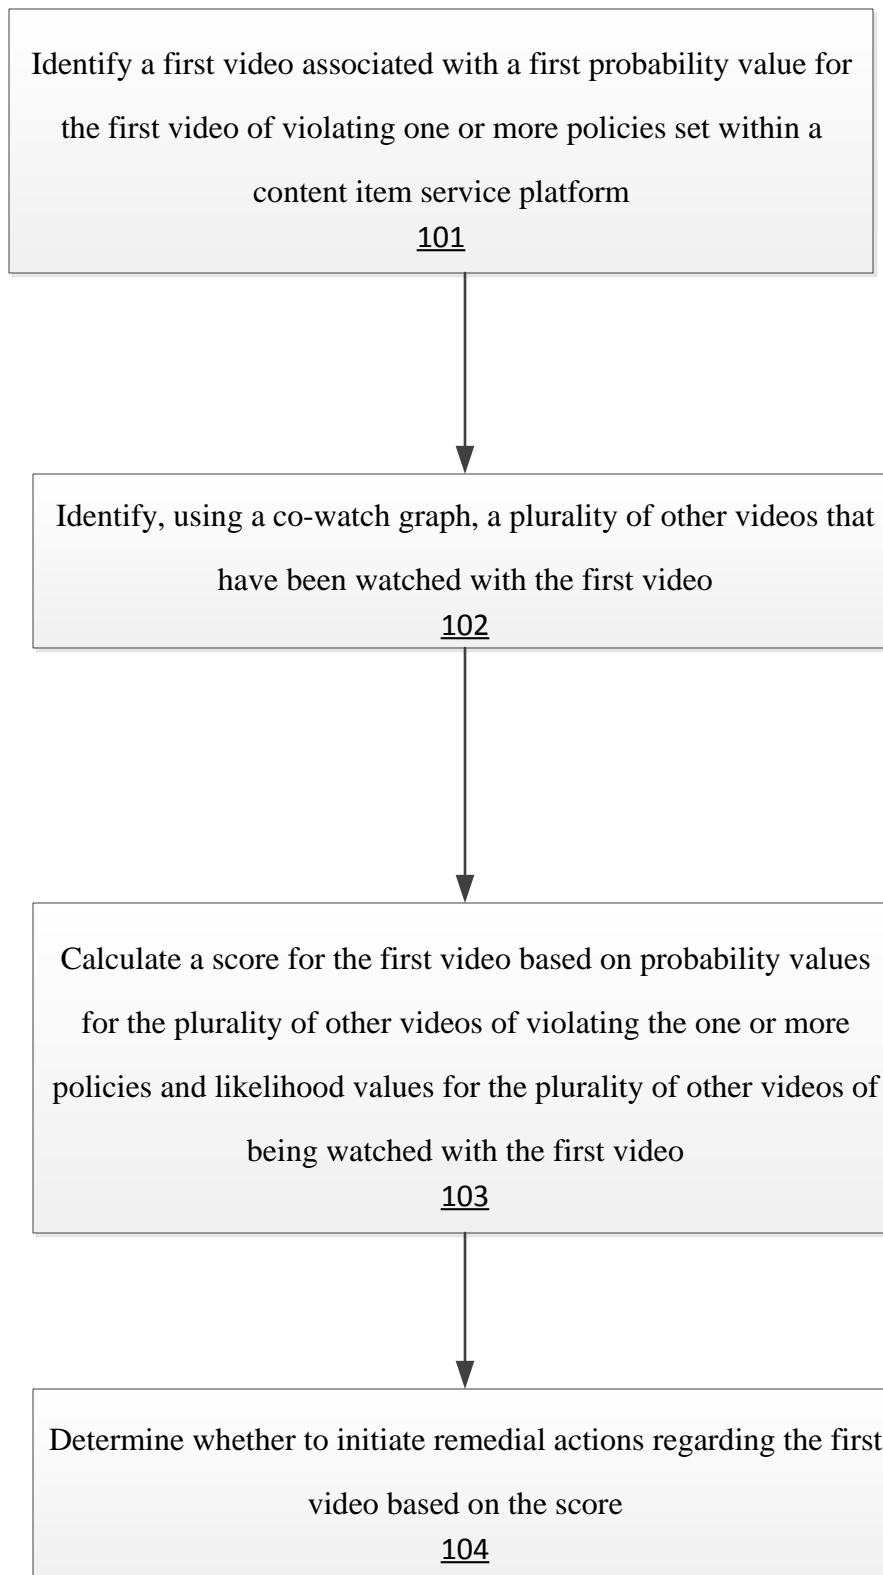 Identify a first video associated with a first probability value for
the first video of violating one or more policies set within a
content item service platform
101
Identify, using a co-watch graph, a plurality of other videos that
have been watched with the first video
102
Calculate a score for the first video based on probability values
for the plurality of other videos of violating the one or more
policies and likelihood values for the plurality of other videos of
being watched with the first video
103
Determine whether to initiate remedial actions regarding the first
video based on the score
104